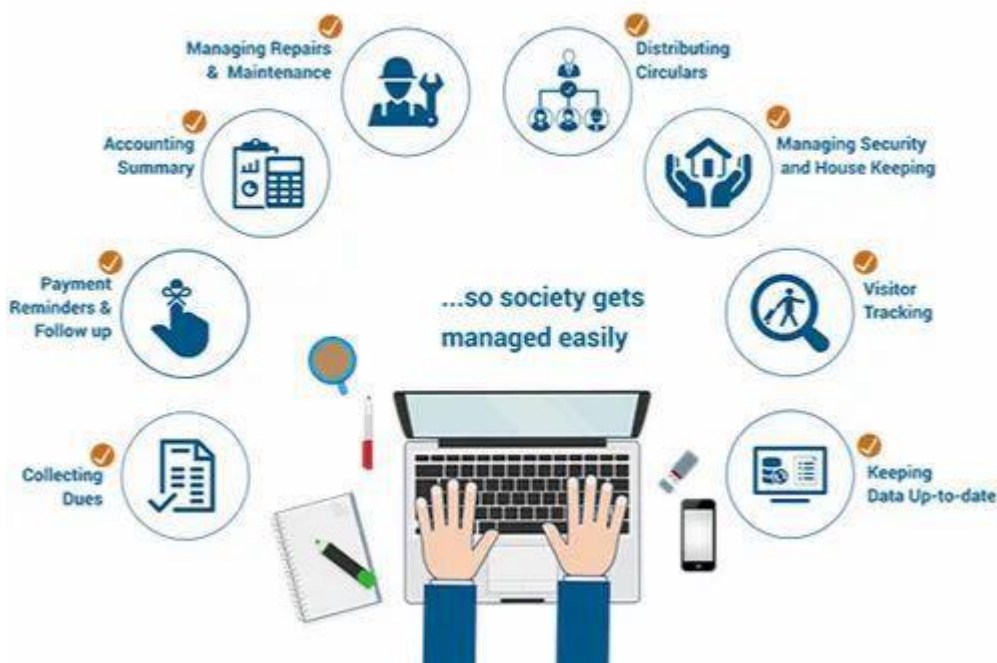 Managing Repairs
& Maintenance
Distributing
Circulars
Accounting
Summary
Managing Security
and House Keeping
Payment
Reminders &
Follow up
...so society gets
managed easily
Visitor
Tracking
Collecting
Dues
Keeping
Data Up-to-date